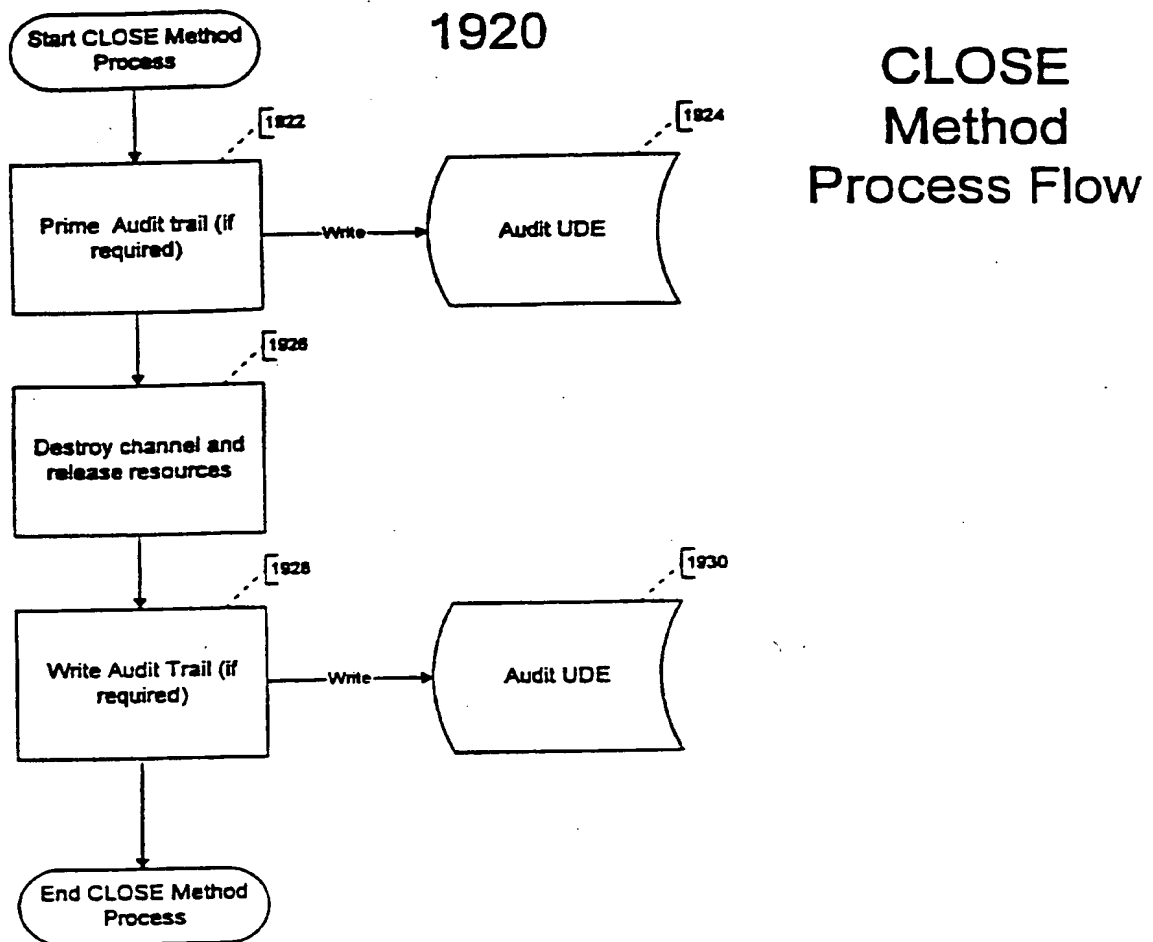 1920
CLOSE
Method
Process Flow
Start CLOSE Method
Process
1922
Prime Audit trail (if
required)
Write
1924
Audit UDE
1926
Destroy channel and
release resources
1928
Write Audit Trail (if
required)
Write
1930
Audit UDE
End CLOSE Method
Process